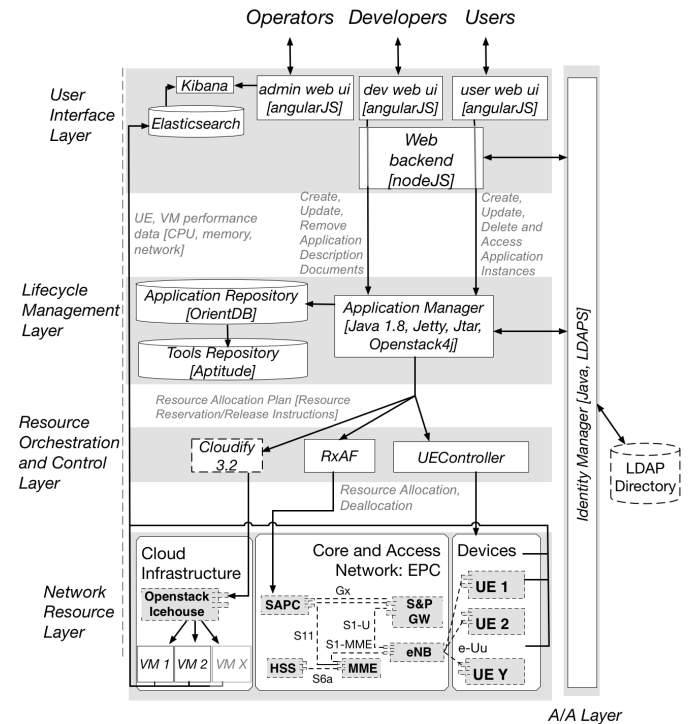 Operators Developers Users
User
Interface
Layer
Kibana
Elasticsearch
admin web ui
[angularJS]
dev web ui
[angularJS]
user web ui
[angularJS]
Web
backend
[nodeJS]
UE, VM performance
data [CPU, memory,
network]
Create,
Update,
Remove
Application
Description
Documents
Create,
Update,
Delete and
Access
Application
Instances
Lifecycle
Management
Layer
Application Repository
[OrientDB]
Tools Repository
[Aptitude]
Application Manager
[Java 1.8, Jetty, Jtar,
Openstack4j]
Identity Manager [Java, LDAPS]
LDAP
Directory
Resource Allocation Plan [Resource
Reservation/Release Instructions]
Resource
Orchestration
and Control
Layer
Cloudify
3.2
RxAF
UEController
Resource Allocation,
Deallocation
Network
Resource
Layer
Cloud
Infrastructure
Openstack
Icehouse
VM 1
VM 2
VM X
Core and Access
Network: EPC
SAPC
Gx
S&P
GW
S11
S1-U
S1-MME
eNB
HSS
S6a
MME
Devices
UE 1
UE 2
e-Uu
UE Y
A/A Layer